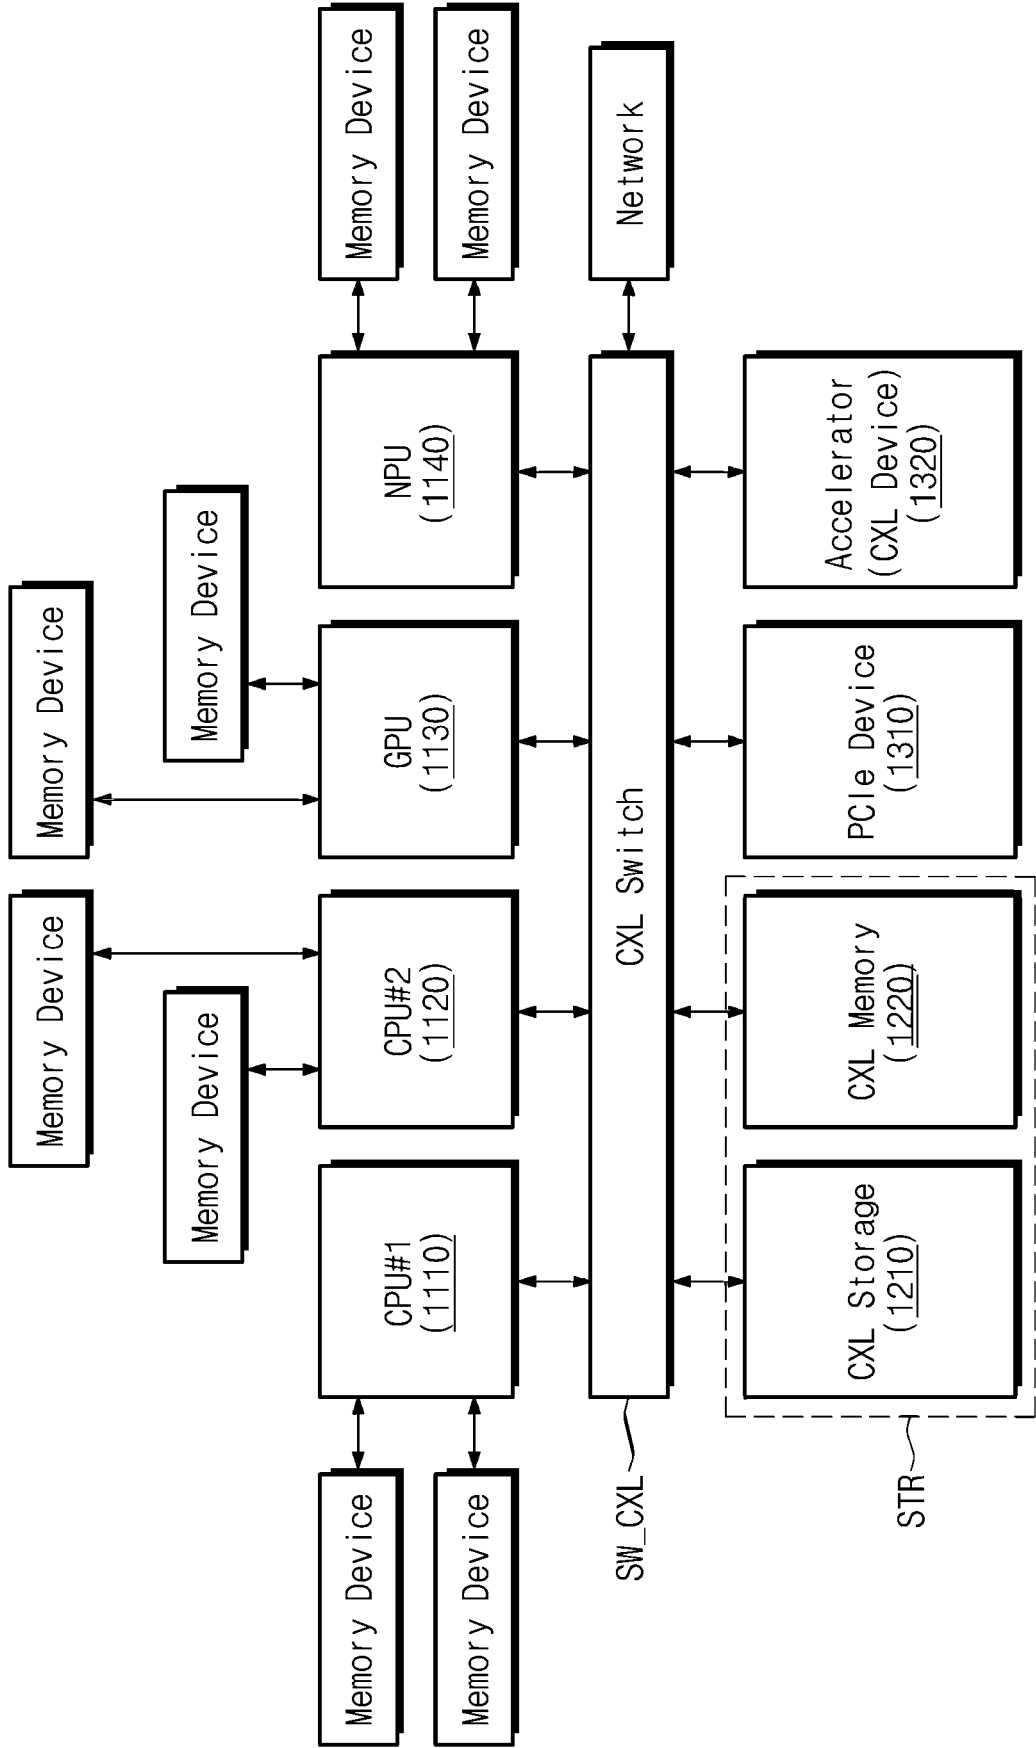 Memory Device
Memory Device
Memory Device
Memory Device
Memory Device
Memory Device
Memory Device
Memory Device
CPU#1
(1110)
CPU#2
(1120)
GPU
(1130)
NPU
(1140)
SW_CXL
CXL Switch
Network
STR
CXL Storage
(1210)
CXL Memory
(1220)
PCIe Device
(1310)
Accelerator
(CXL Device)
(1320)